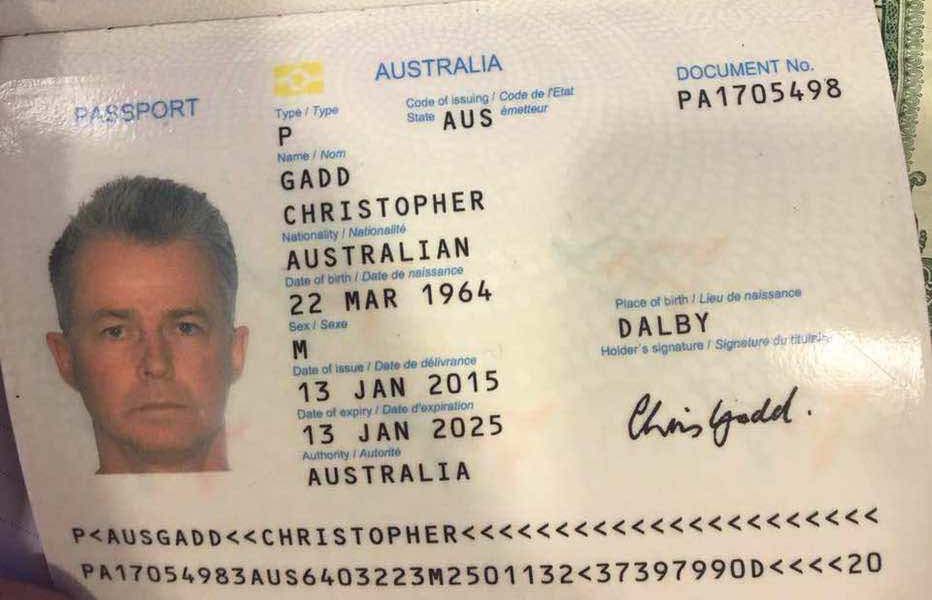 PASSPORT
AUSTRALIA
Type / Type
P
Code of issuing / Code de l'Etat
State AUS émetteur
DOCUMENT No.
PA1705498
Name / Nom
GADD
CHRISTOPHER
Nationality / Nationalité
AUSTRALIAN
Date of birth / Date de naissance
22 MAR 1964
Sex / Sexe
M
Place of birth / Lieu de naissance
DALBY
Date of issue / Date de délivrance
13 JAN 2015
Holder's signature / Signature du titulaire
Chris Gadd.
Date of expiry / Date d'expiration
13 JAN 2025
Authority / Autorité
AUSTRALIA
P<AUSGADD<<CHRISTOPHER<<<<<<<<<<<<<<<<<<<<<<
PA17054983AUS6403223M2501132<37397990D<<<<20